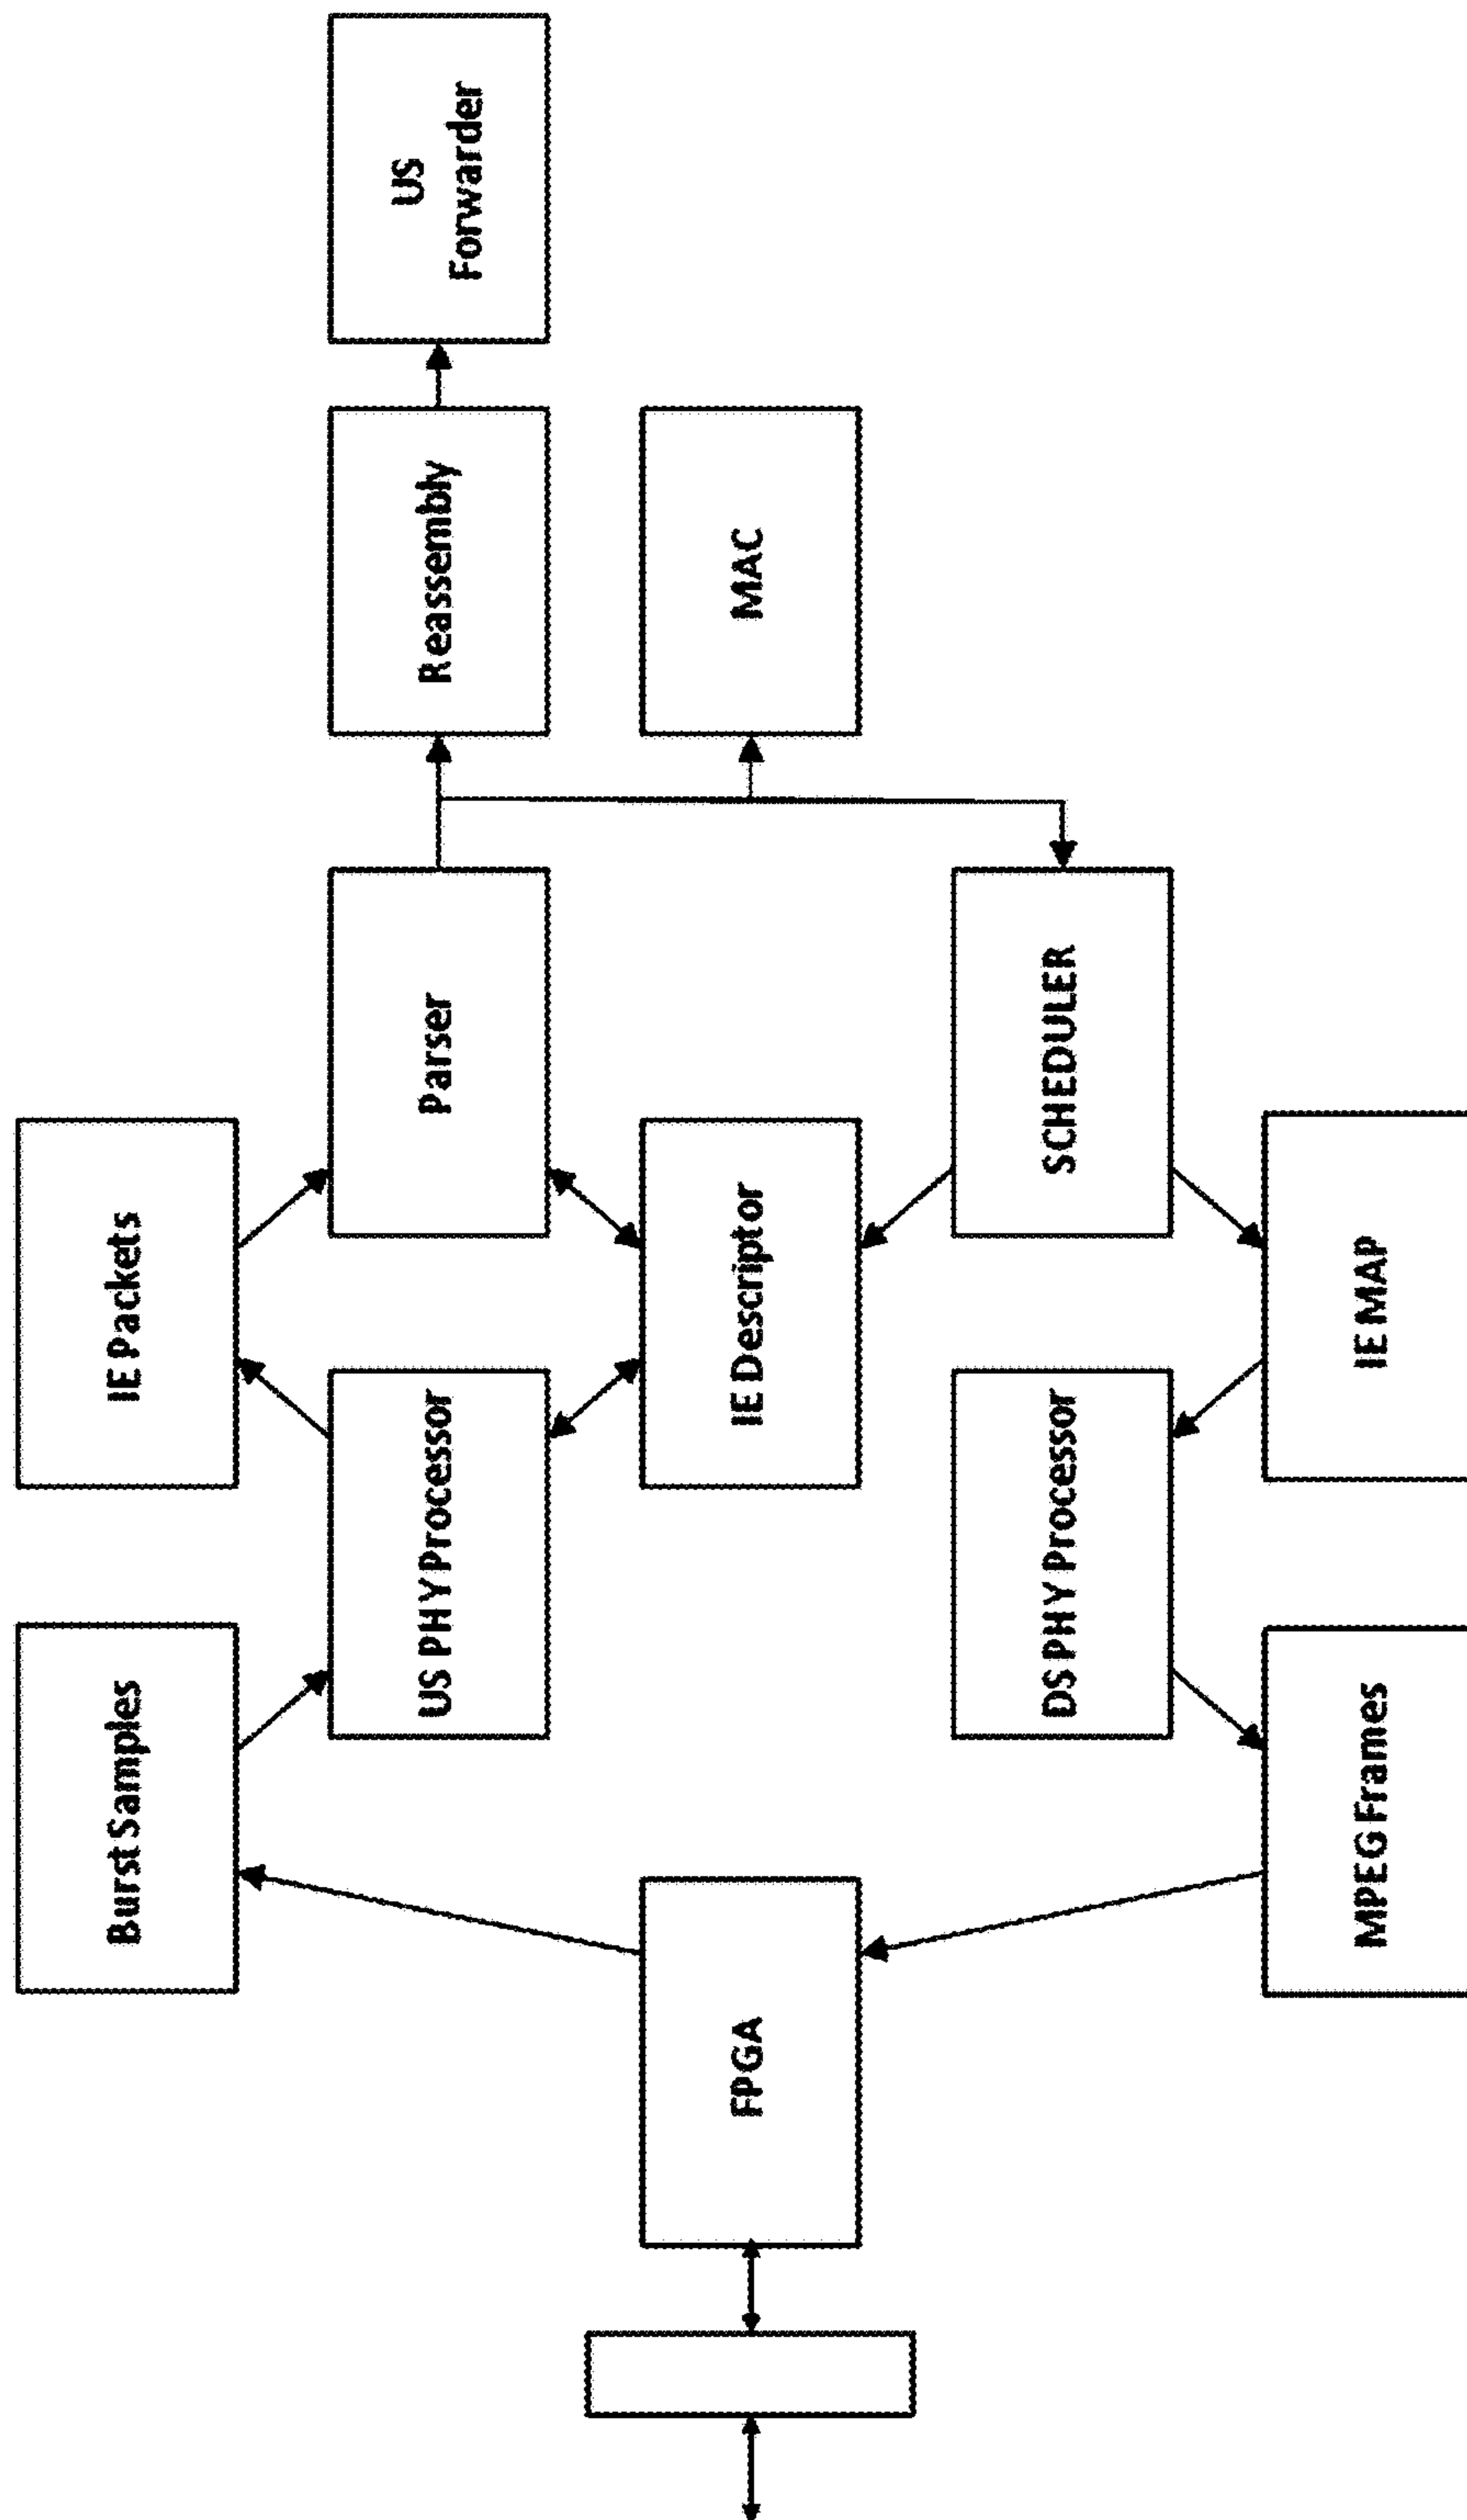 Burst Samples
IE Packets
US PHY Processor
Parser
Reassembly
US
Forwarder
FPGA
IE Descriptor
MAC
DS PHY Processor
SCHEDULER
MPEG Frames
IE MAP